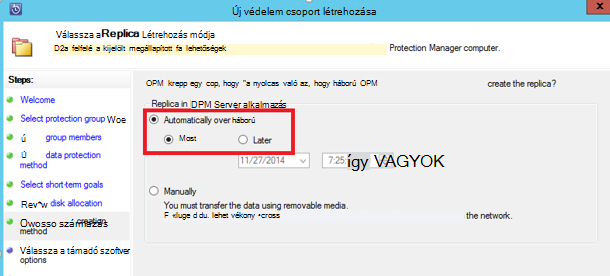 Új védelem csoport létrehozása
Választja a Replica Létrehozás módja
D2a felfelé a kijelölt megállapított fa lehetőségek Protection Manager computer.
Steps:
Welcome
Select protection group Woe
ú group members
Ü data protection
method
Select short-term goals
Rev*w disk allocation
Owosso származás creation
method
Válassza a támadó szoftver
options
OPM krepp egy cop, hogy "a nyolcas való az, hogy háború OPM create the replica?
Replica in DPM Server alkalmazás
Automatically over háború
Most Later
11/27/2014 7:25 így VAGYOK
Manually
You must transfer the data using removable media.
F «luge d du. lehet vékony •cross the network.